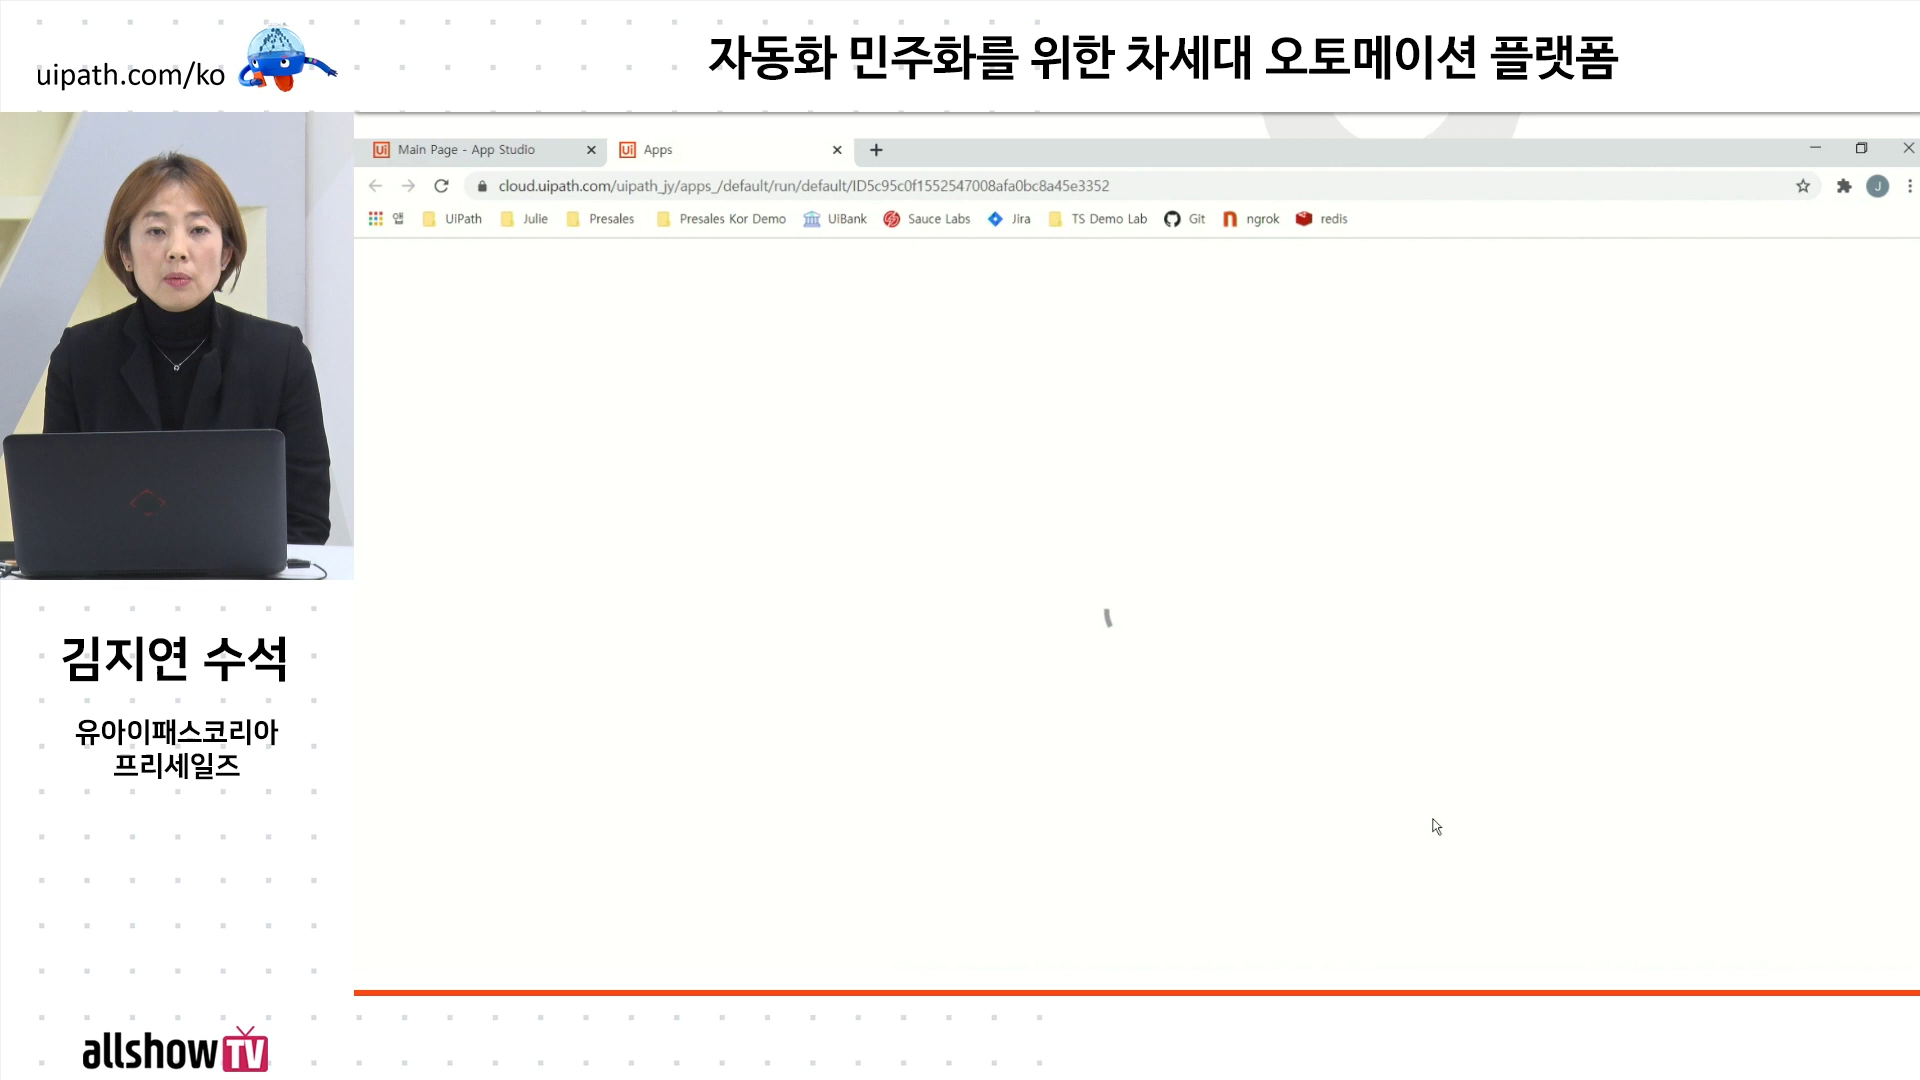 uipath.com/ko
자동화 민주화를 위한 차세대 오토메이션 플랫폼
Ui Main Page - App Studio
Ui Apps
cloud.uipath.com/uipath_jy/apps_/default/run/default/ID5c95c0f1552547008afa0bc8a45e3352
J
앱 UiPath Julie Presales Presales Kor Demo UiBank Sauce Labs Jira TS Demo Lab Git ngrok redis
김지연 수석
유아이패스코리아
프리세일즈
allshowTV